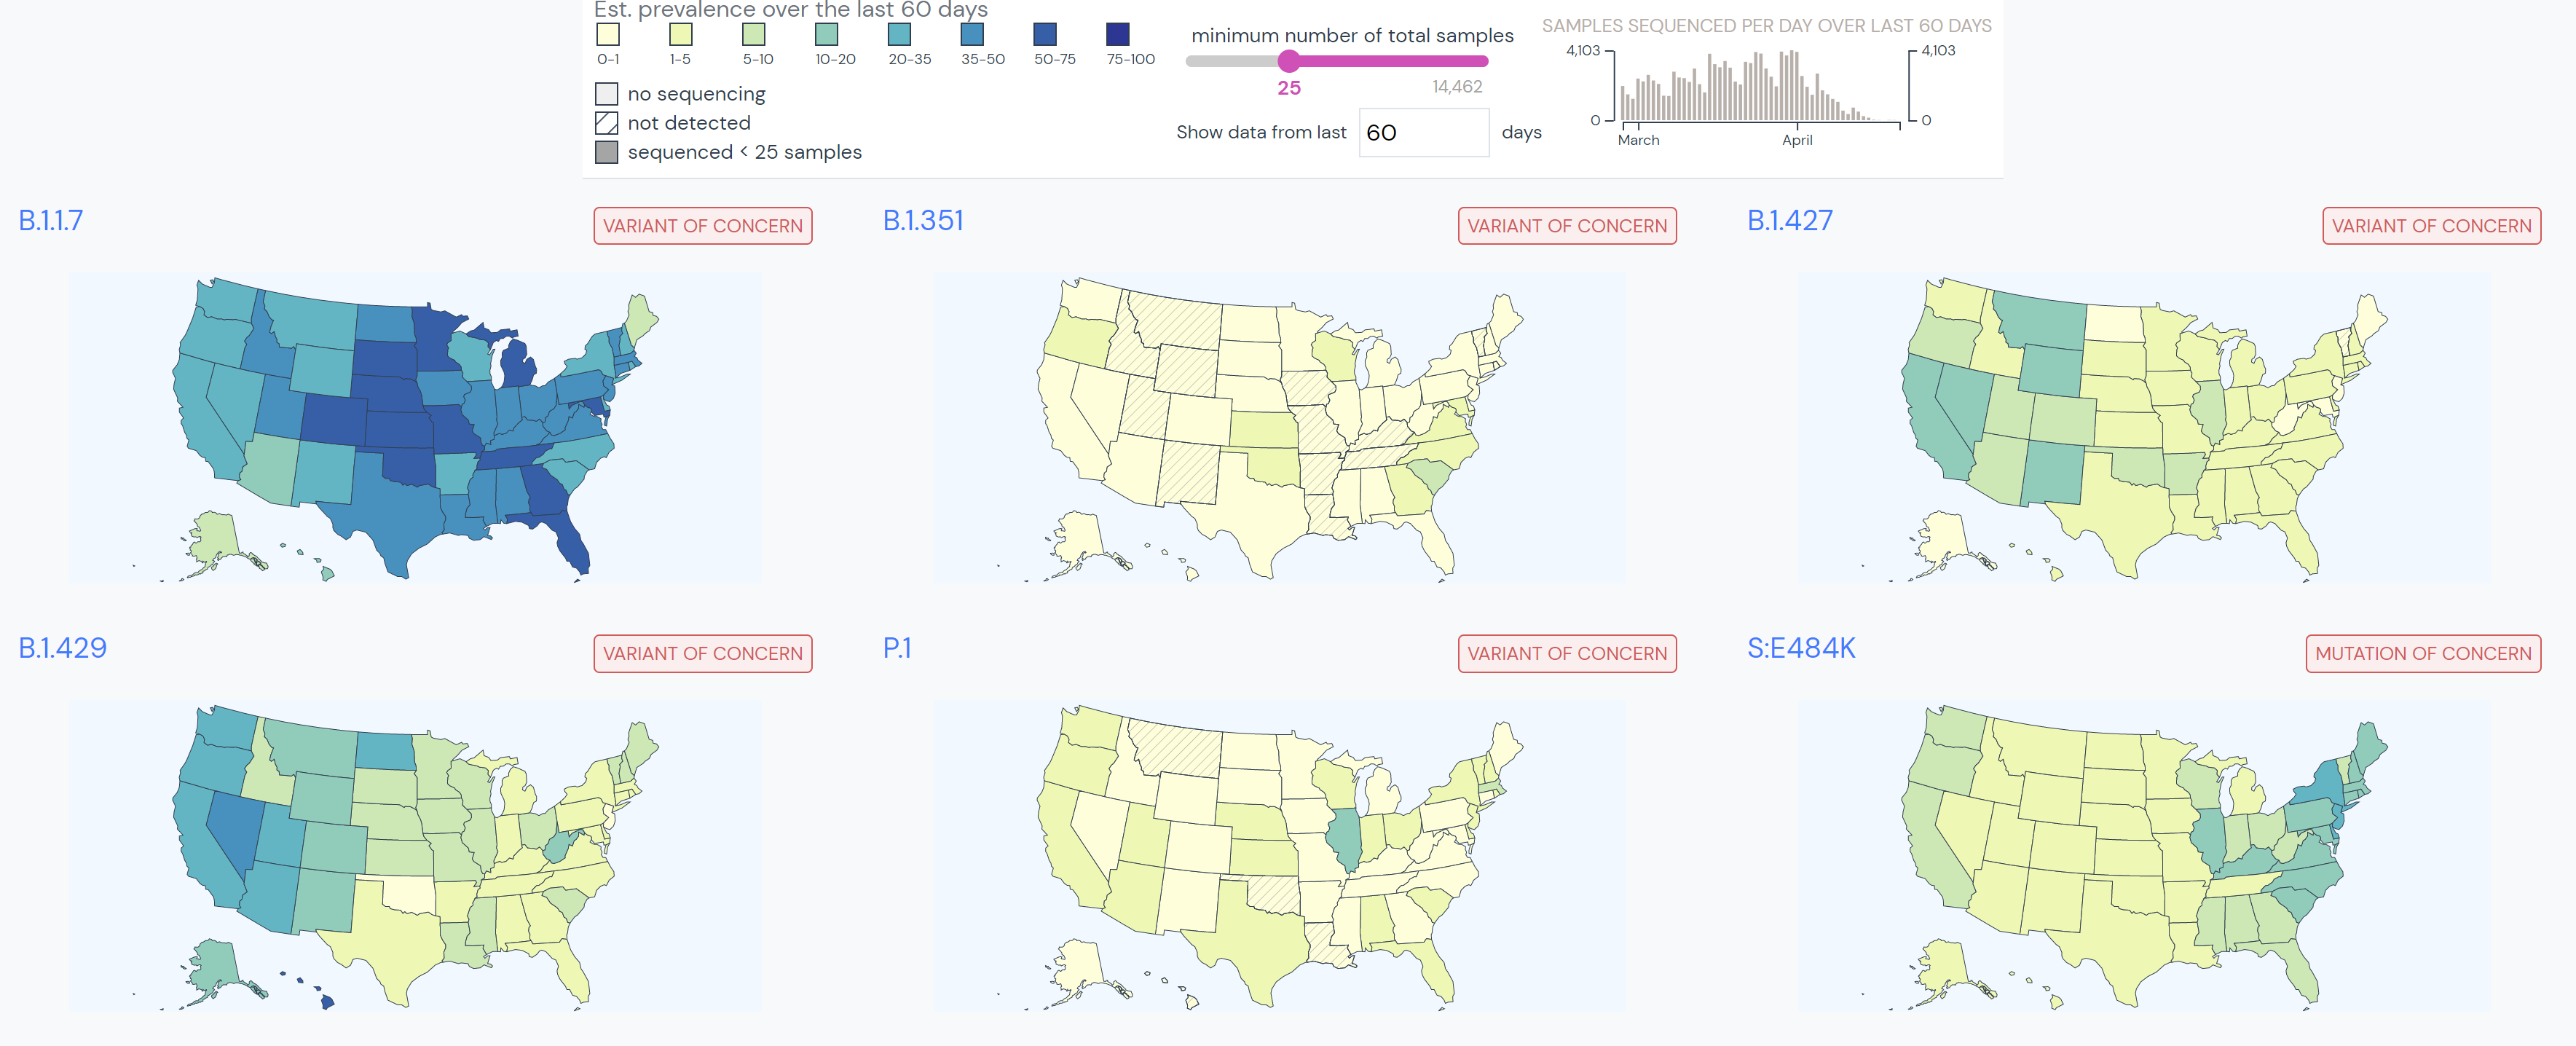 Est. prevalence over the last 60 days
0-1 1-5 5-10 10-20 20-35 35-50 50-75 75-100
no sequencing
not detected
sequenced < 25 samples
minimum number of total samples
25 14,462
Show data from last 60 days
SAMPLES SEQUENCED PER DAY OVER LAST 60 DAYS
4,103 4,103
0 0
March April
B.1.1.7 VARIANT OF CONCERN
B.1.351 VARIANT OF CONCERN
B.1.427 VARIANT OF CONCERN
B.1.429 VARIANT OF CONCERN
P.1 VARIANT OF CONCERN
S:E484K MUTATION OF CONCERN